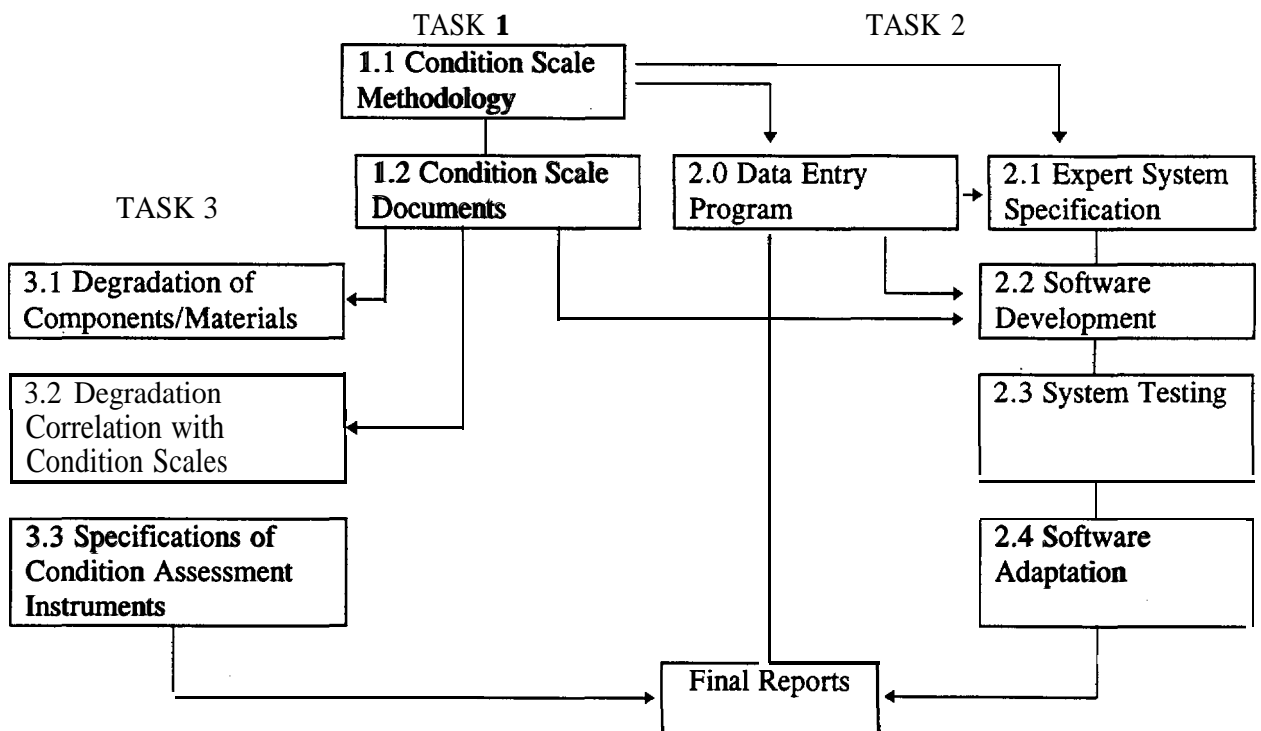 TASK 1
TASK 2
1.1 Condition Scale
Methodology
1.2 Condition Scale
Documents
2.0 Data Entry
Program
2.1 Expert System
Specification
TASK 3
3.1 Degradation of
Components/Materials
2.2 Software
Development
3.2 Degradation
Correlation with
Condition Scales
2.3 System Testing
3.3 Specifications of
Condition Assessment
Instruments
2.4 Software
Adaptation
Final Reports